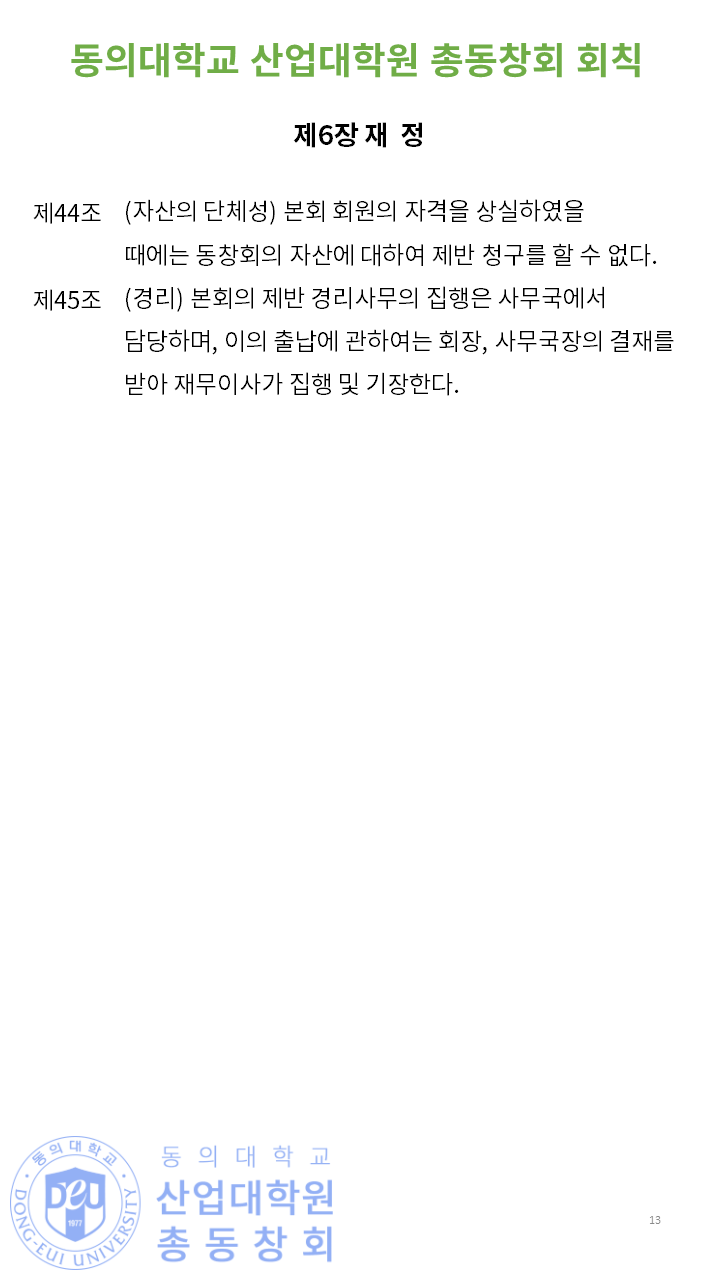 동의대학교 산업대학원 총동창회 회칙
제6장 재 정
제44조 (자산의 단체성) 본회 회원의 자격을 상실하였을
때에는 동창회의 자산에 대하여 제반 청구를 할 수 없다.
제45조 (경리) 본회의 제반 경리사무의 집행은 사무국에서
담당하며, 이의 출납에 관하여는 회장, 사무국장의 결재를
받아 재무이사가 집행 및 기장한다.
동의대학교
DEU
1977
DONG-EUI UNIVERSITY
동 의 대 학 교
산업대학원
총 동 창 회
13